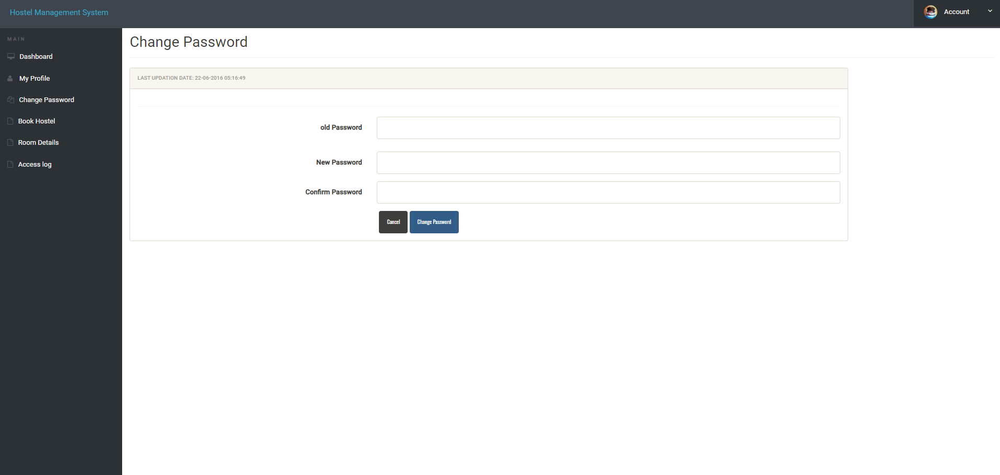 Hostel Management System
Account
MAIN
Dashboard
My Profile
Change Password
Book Hostel
Room Details
Access log
Change Password
LAST UPDATION DATE: 22-06-2016 05:16:49
old Password
New Password
Confirm Password
Cancel Change Password